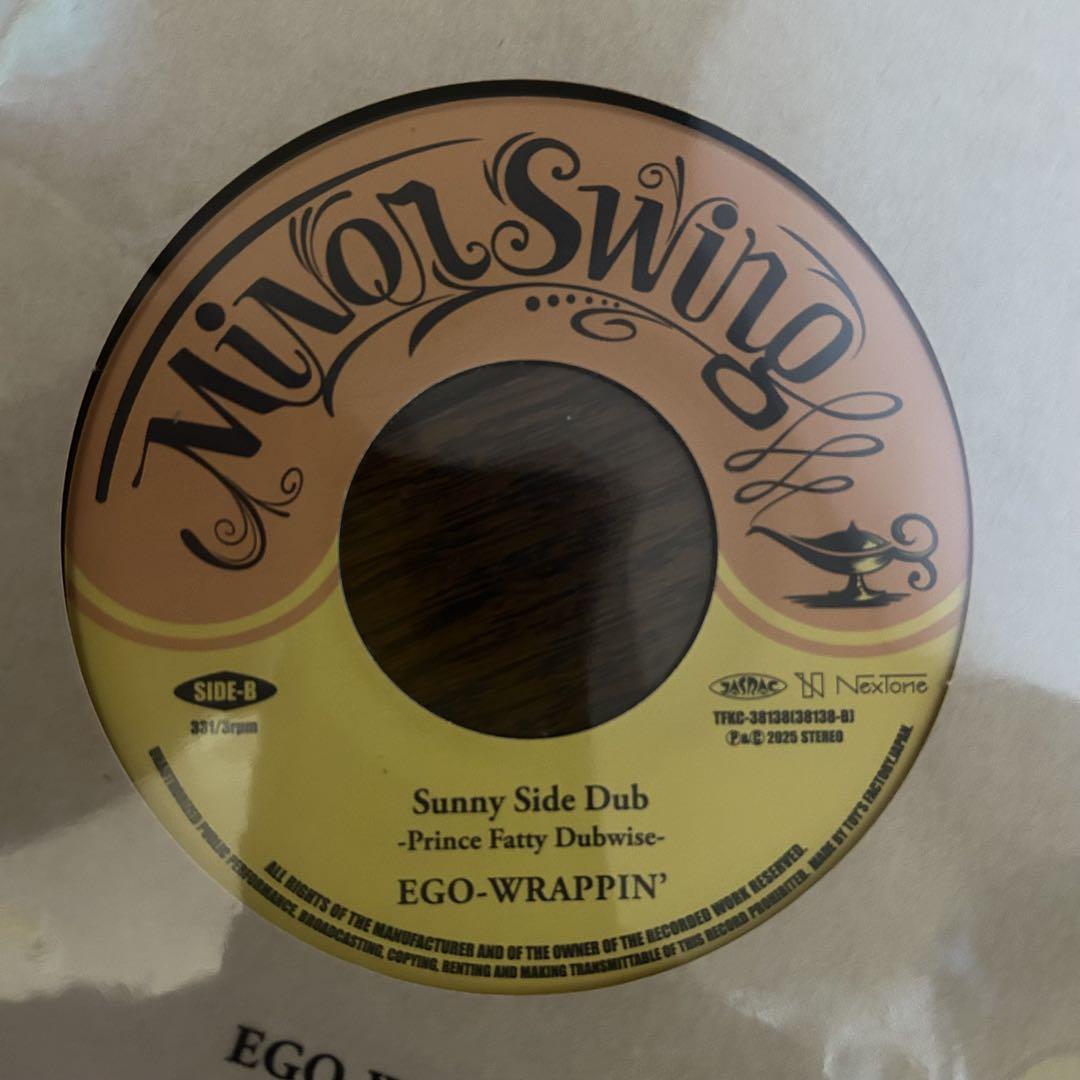 Minor Swing
SIDE-B
33 1/3rpm
JASRAC NexTone
TFKC-38138(38138-B)
Ⓟ&Ⓒ 2025 STEREO
Sunny Side Dub
-Prince Fatty Dubwise-
EGO-WRAPPIN'
ALL RIGHTS OF THE MANUFACTURER AND OF THE OWNER OF THE RECORDED WORK RESERVED.
UNAUTHORIZED PUBLIC PERFORMANCE, BROADCASTING, COPYING, RENTING AND MAKING TRANSMITTABLE OF THIS RECORD PROHIBITED. MADE BY TOY'S FACTORY,JAPAN.
EGO